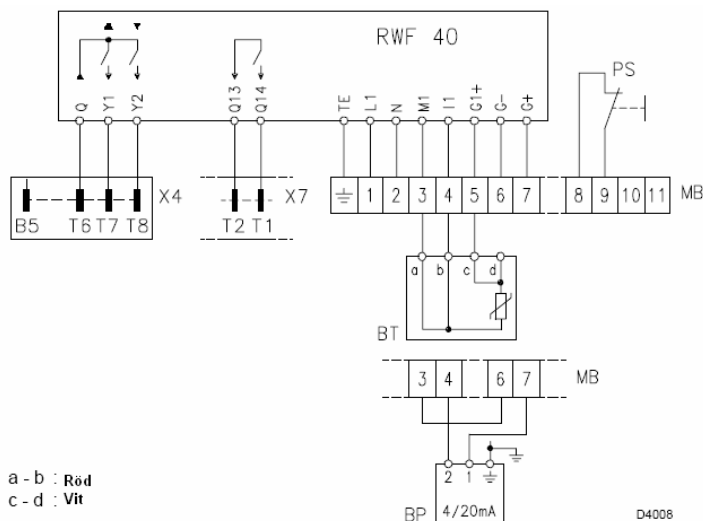 RWF 40
PS
Q Y1 Y2 Q13 Q14 TE L1 N M1 I1 G1+ G- G+
B5 T6 T7 T8 X4
T2 T1 X7
1 2 3 4 5 6 7 8 9 10 11 MB
a b c d
BT
3 4 6 7 MB
2 1
BP 4/20mA
a - b : Röd
c - d : Vit
D4008